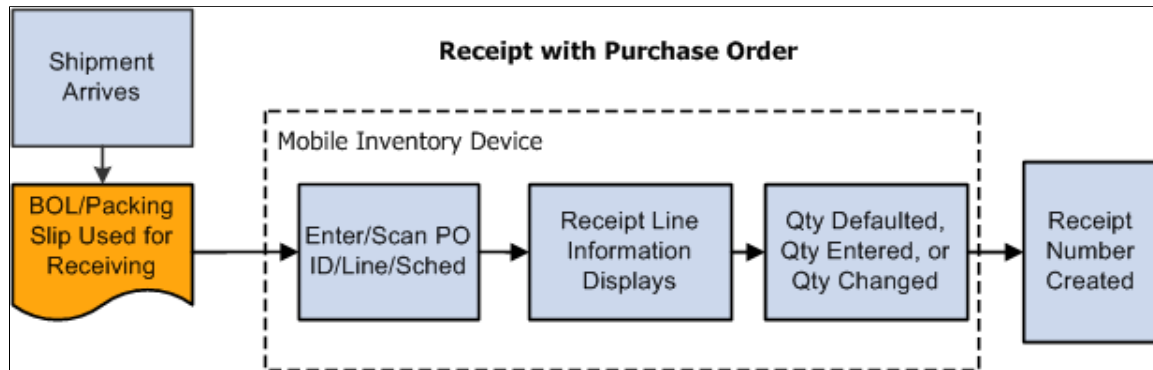 Shipment
Arrives
Receipt with Purchase Order
Mobile Inventory Device
BOL/Packing
Slip Used for
Receiving
Enter/Scan PO
ID/Line/Sched
Receipt Line
Information
Displays
Qty Defaulted,
Qty Entered, or
Qty Changed
Receipt
Number
Created